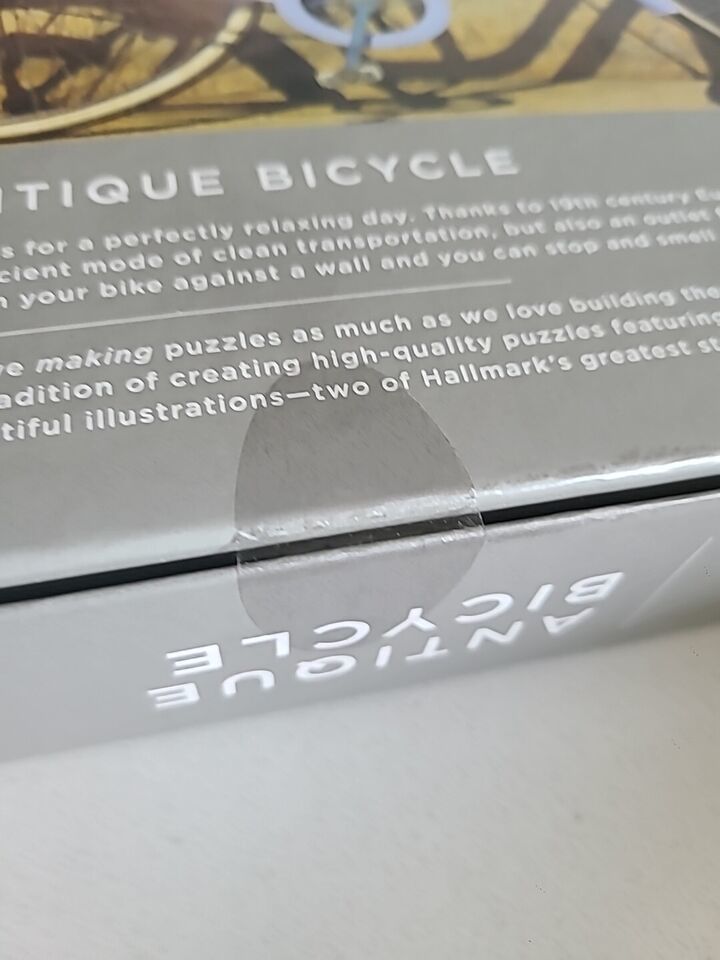 NTIQUE BICYCLE
s for a perfectly relaxing day. Thanks to 19th century
cient mode of clean transportation, but also an outlet
n your bike against a wall and you can stop and smell
ve making puzzles as much as we love building the
adition of creating high-quality puzzles featuring
tiful illustrations—two of Hallmark's greatest st
ANTIQUE
BICYCLE